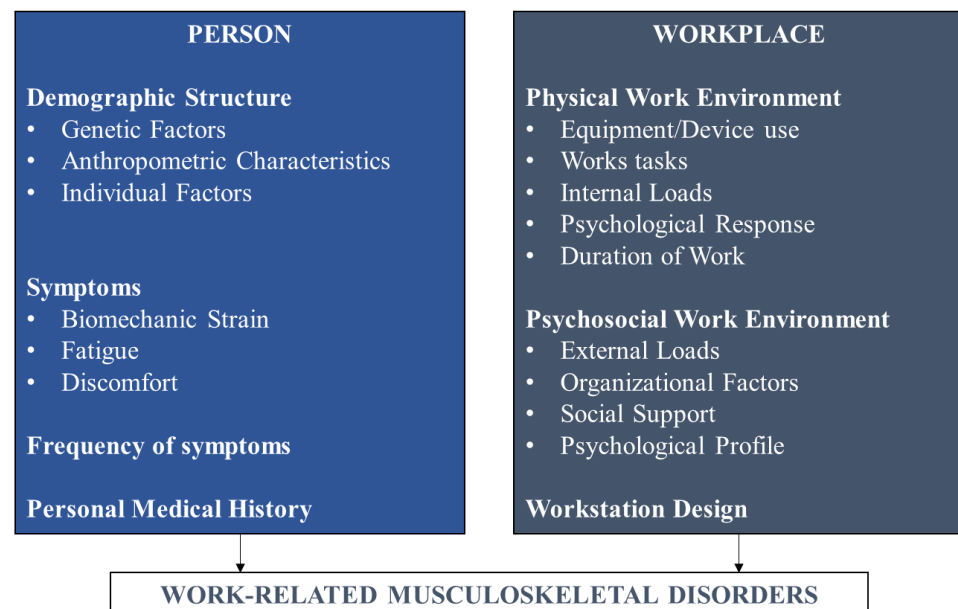 PERSON
Demographic Structure
• Genetic Factors
• Anthropometric Characteristics
• Individual Factors
Symptoms
• Biomechanic Strain
• Fatigue
• Discomfort
Frequency of symptoms
Personal Medical History
WORKPLACE
Physical Work Environment
• Equipment/Device use
• Works tasks
• Internal Loads
• Psychological Response
• Duration of Work
Psychosocial Work Environment
• External Loads
• Organizational Factors
• Social Support
• Psychological Profile
Workstation Design
WORK-RELATED MUSCULOSKELETAL DISORDERS